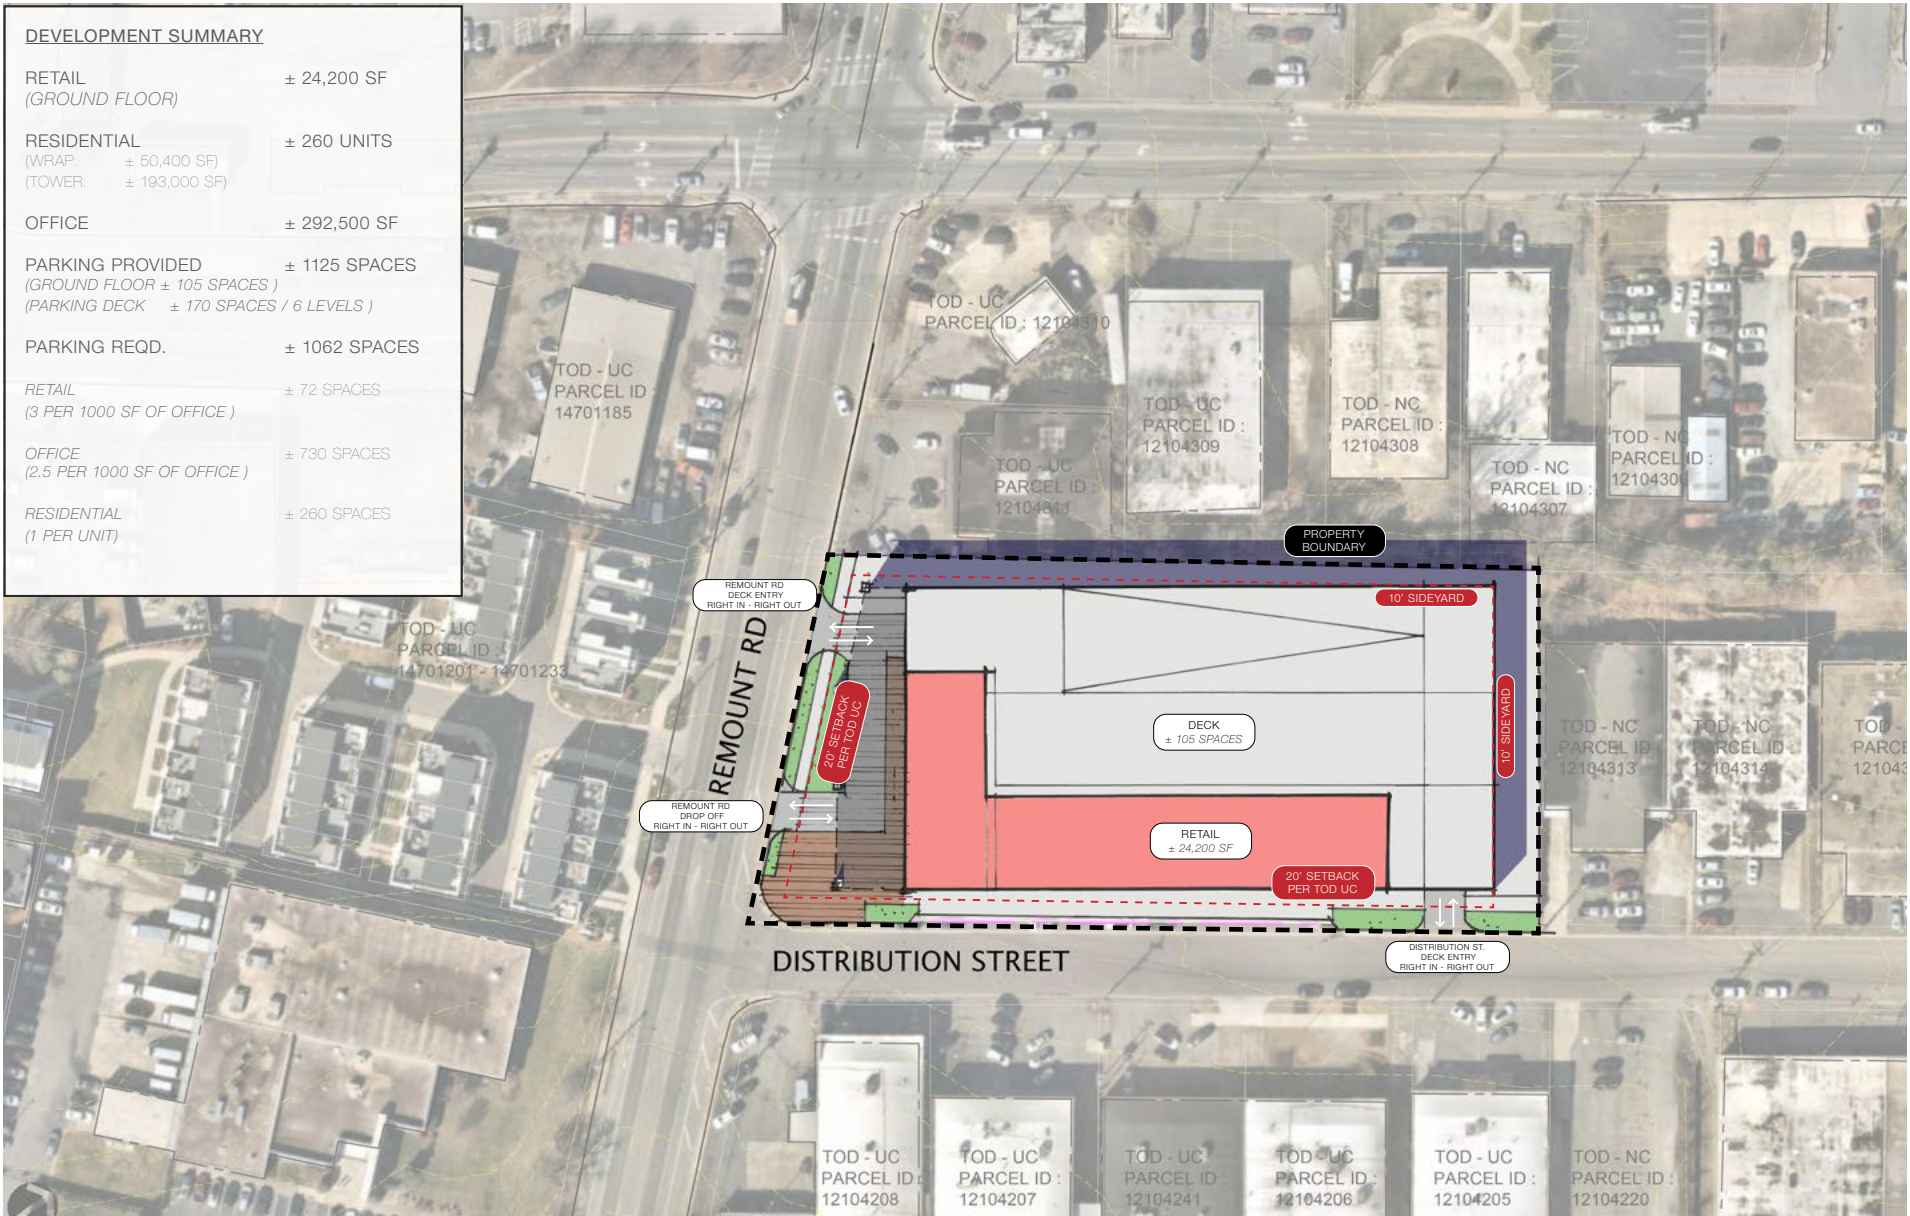 DEVELOPMENT SUMMARY
RETAIL ± 24,200 SF
(GROUND FLOOR)
RESIDENTIAL ± 260 UNITS
(WRAP: ± 50,400 SF)
(TOWER: ± 193,000 SF)
OFFICE ± 292,500 SF
PARKING PROVIDED ± 1125 SPACES
(GROUND FLOOR ± 105 SPACES )
(PARKING DECK ± 170 SPACES / 6 LEVELS )
PARKING REQD. ± 1062 SPACES
RETAIL ± 72 SPACES
(3 PER 1000 SF OF OFFICE )
OFFICE ± 730 SPACES
(2.5 PER 1000 SF OF OFFICE )
RESIDENTIAL ± 260 SPACES
(1 PER UNIT)
TOD - UC
PARCEL ID : 12104310
TOD - UC
PARCEL ID :
14701185
TOD - UC
PARCEL ID :
12104309
TOD - NC
PARCEL ID :
12104308
TOD - UC
PARCEL ID :
12104311
TOD - NC
PARCEL ID :
12104307
TOD - NC
PARCEL ID :
12104306
PROPERTY
BOUNDARY
REMOUNT RD
DECK ENTRY
RIGHT IN - RIGHT OUT
10' SIDEYARD
TOD - UC
PARCEL ID :
14701201 - 14701233
REMOUNT RD
20' SETBACK
PER TOD UC
DECK
± 105 SPACES
10' SIDEYARD
TOD - NC
PARCEL ID
12104313
TOD - NC
PARCEL ID :
12104314
TOD -
PARCE
121043
REMOUNT RD
DROP OFF
RIGHT IN - RIGHT OUT
RETAIL
± 24,200 SF
20' SETBACK
PER TOD UC
DISTRIBUTION STREET
DISTRIBUTION ST.
DECK ENTRY
RIGHT IN - RIGHT OUT
TOD - UC
PARCEL ID :
12104208
TOD - UC
PARCEL ID :
12104207
TOD - UC
PARCEL ID :
12104241
TOD - UC
PARCEL ID :
12104206
TOD - UC
PARCEL ID :
12104205
TOD - NC
PARCEL ID :
12104220